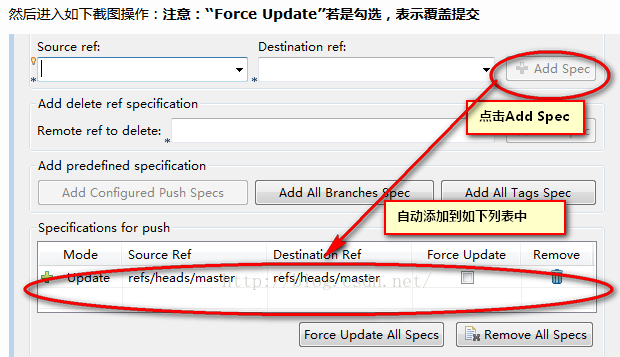 然后进入如下截图操作：注意：“Force Update”若是勾选，表示覆盖提交
Source ref:
Destination ref:
Add Spec
Add delete ref specification
点击Add Spec
Remote ref to delete:
Add predefined specification
Add Configured Push Specs
Add All Branches Spec
Add All Tags Spec
自动添加到如下列表中
Specifications for push
Mode Source Ref Destination Ref Force Update Remove
Update refs/heads/master refs/heads/master
Force Update All Specs
Remove All Specs